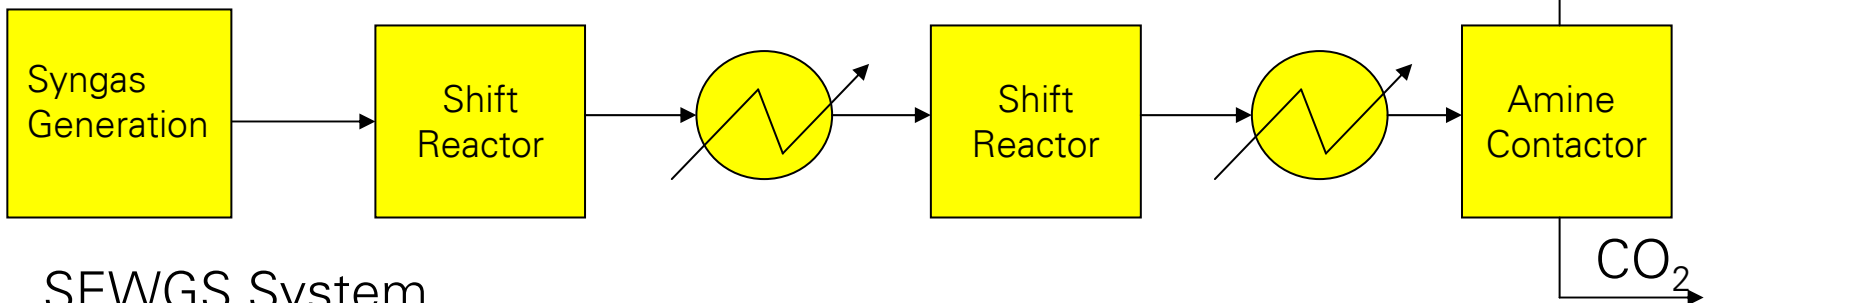 Syngas
Generation
Shift
Reactor
Shift
Reactor
Amine
Contactor
CO₂
SEWGS System